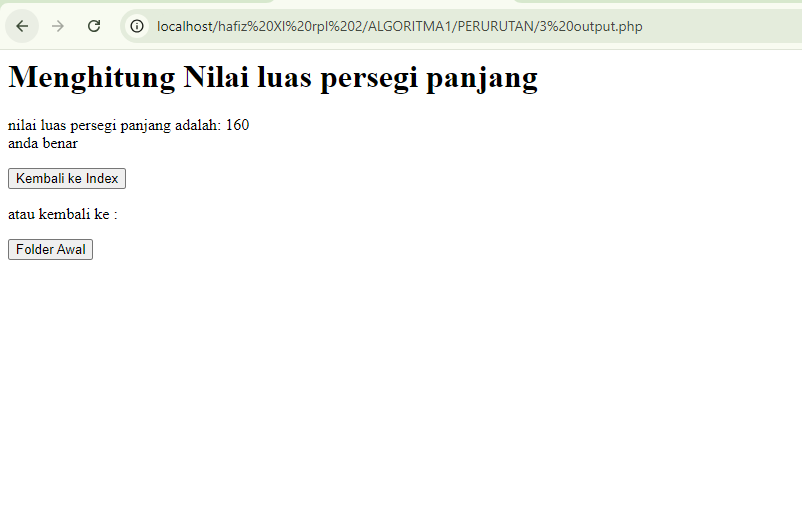 localhost/hafiz%20XI%20rpl%202/ALGORITMA1/PERURUTAN/3%20output.php
Menghitung Nilai luas persegi panjang
nilai luas persegi panjang adalah: 160
anda benar
Kembali ke Index
atau kembali ke :
Folder Awal